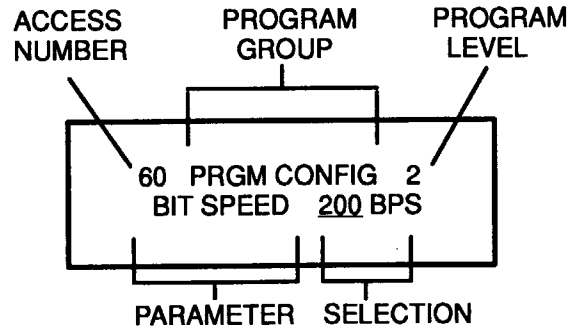 ACCESS NUMBER
PROGRAM GROUP
PROGRAM LEVEL
60 PRGM CONFIG 2
BIT SPEED 200 BPS
PARAMETER SELECTION